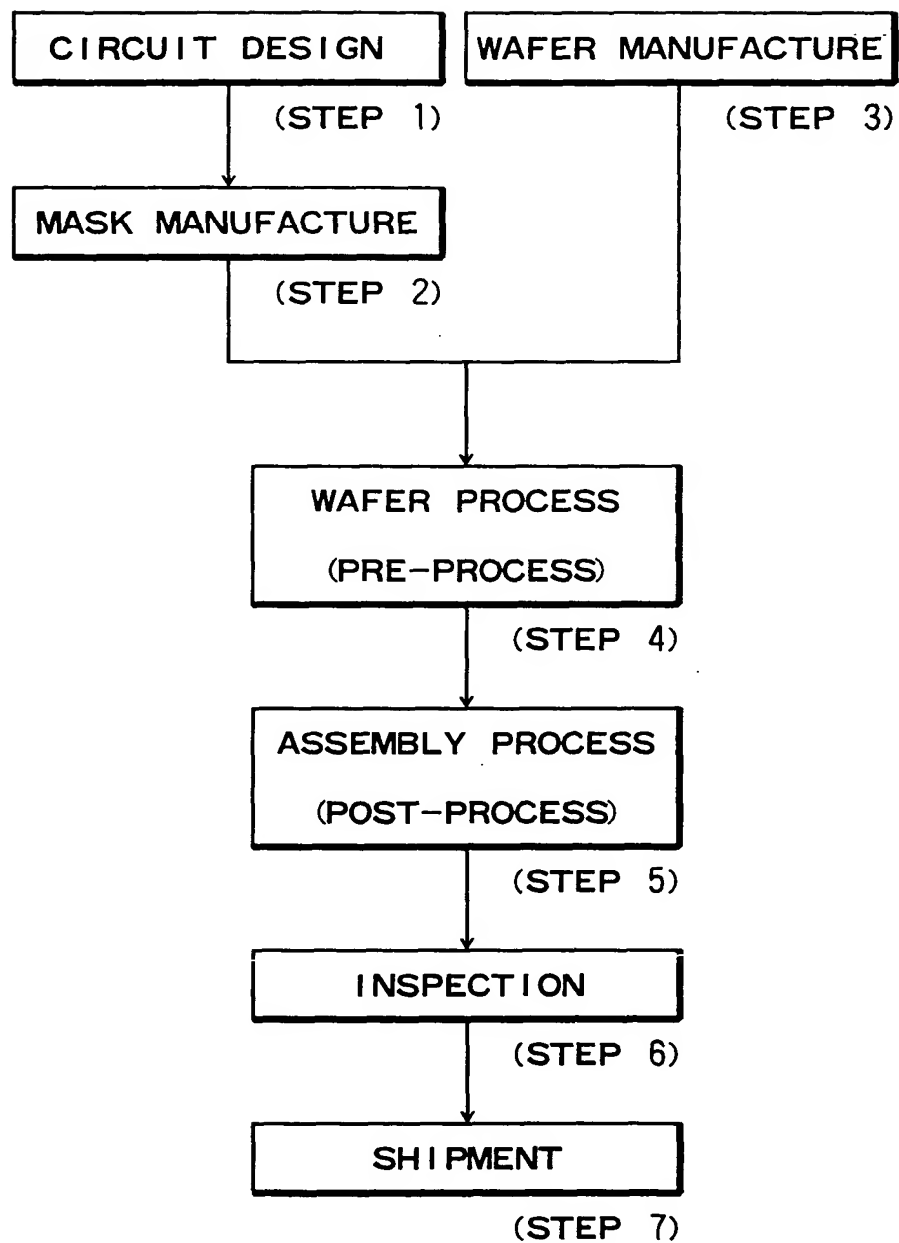 CIRCUIT DESIGN
(STEP 1)
WAFER MANUFACTURE
(STEP 3)
MASK MANUFACTURE
(STEP 2)
WAFER PROCESS
(PRE-PROCESS)
(STEP 4)
ASSEMBLY PROCESS
(POST-PROCESS)
(STEP 5)
INSPECTION
(STEP 6)
SHIPMENT
(STEP 7)